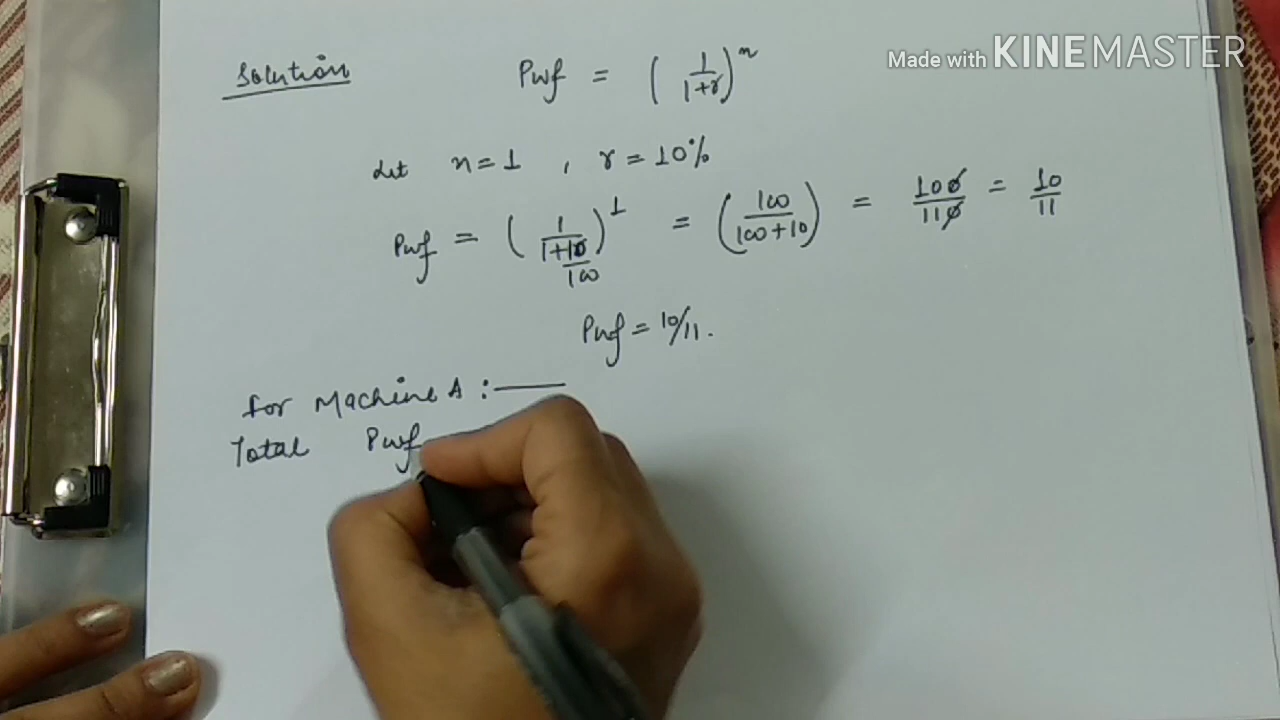 Made with KINEMASTER
Solution Pwf = (1/1+r)^n
Let n=1 , r = 10%
Pwf = (1/1+10/100)^1 = (100/100+10) = 100/110 = 10/11
Pwf = 10/11.
For Machine A :—
Total Pwf